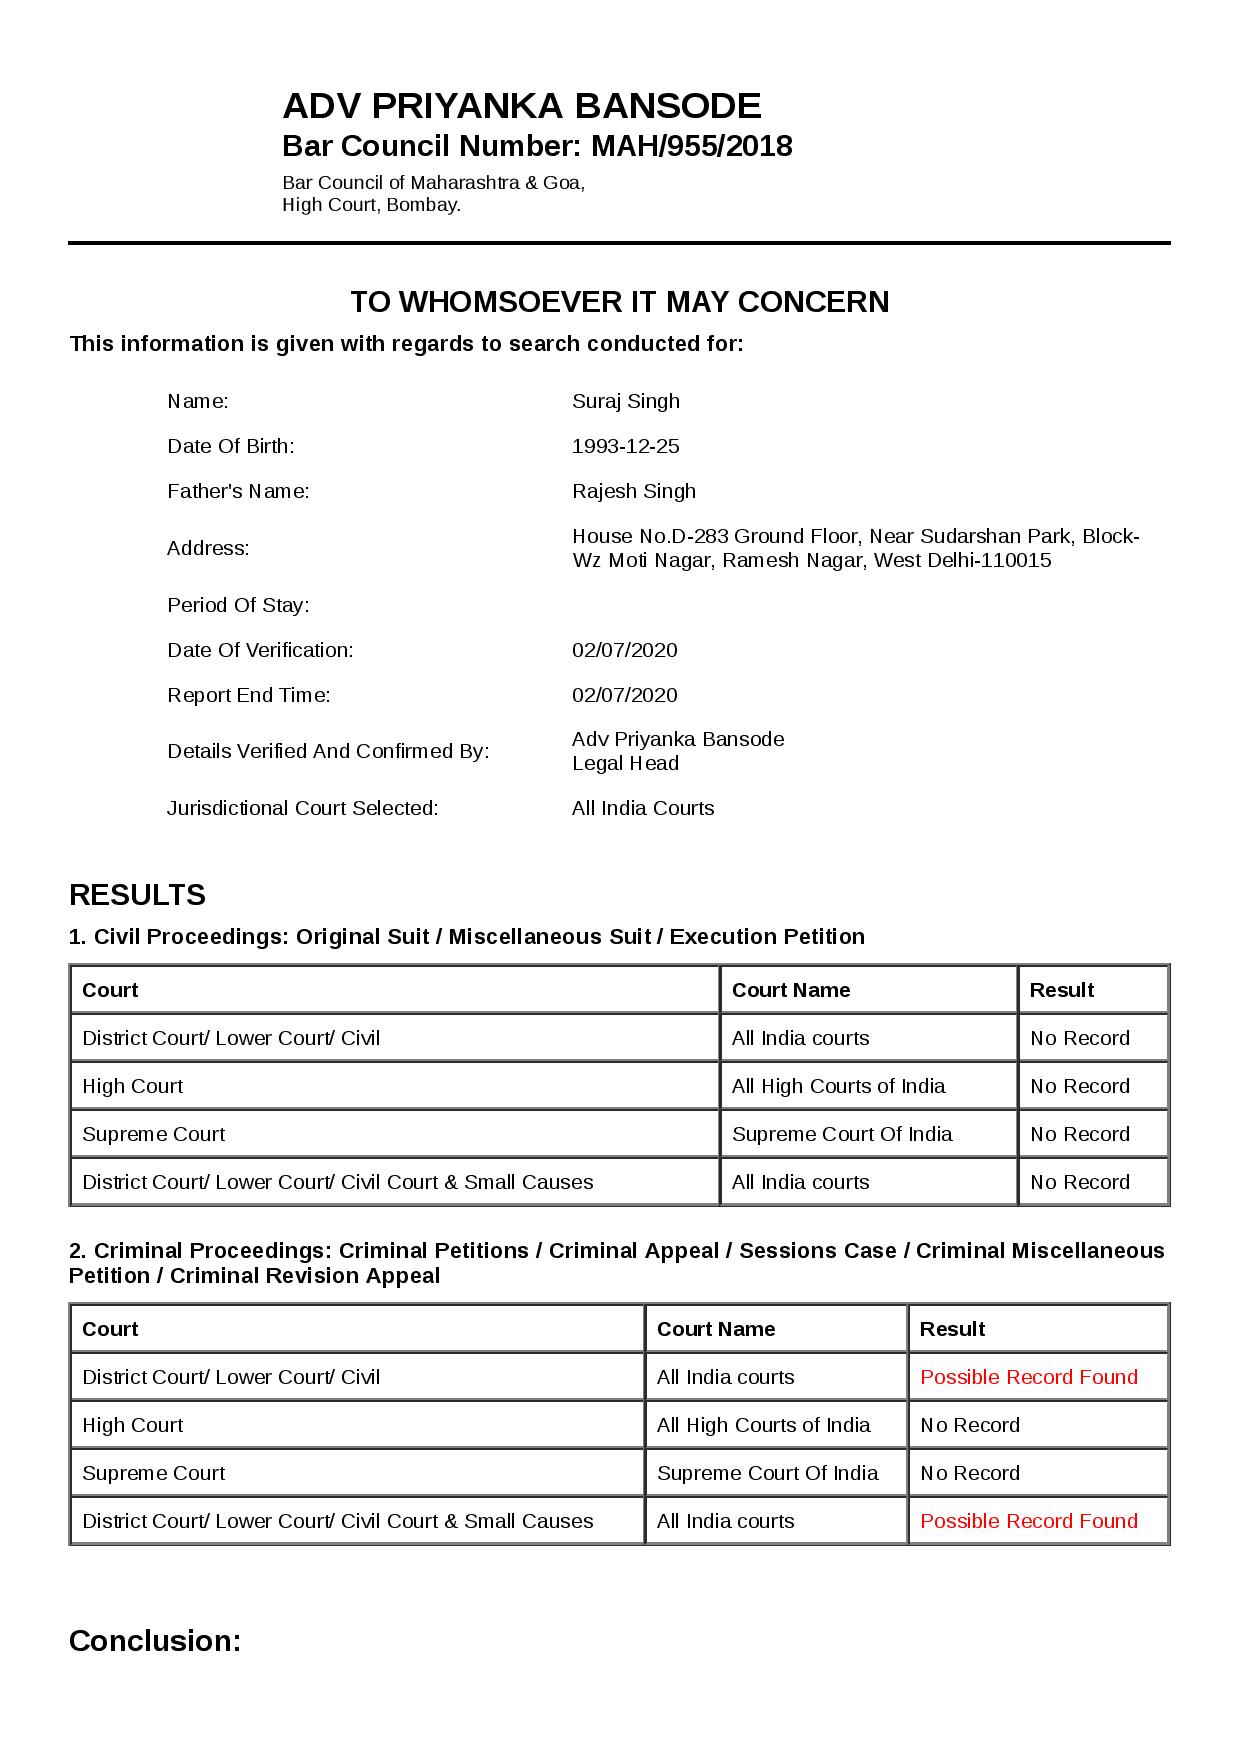 ADV PRIYANKA BANSODE
Bar Council Number: MAH/955/2018
Bar Council of Maharashtra & Goa,
High Court, Bombay.
TO WHOMSOEVER IT MAY CONCERN
This information is given with regards to search conducted for:
Name: Suraj Singh
Date Of Birth: 1993-12-25
Father's Name: Rajesh Singh
Address: House No.D-283 Ground Floor, Near Sudarshan Park, Block-
Wz Moti Nagar, Ramesh Nagar, West Delhi-110015
Period Of Stay:
Date Of Verification: 02/07/2020
Report End Time: 02/07/2020
Details Verified And Confirmed By: Adv Priyanka Bansode
Legal Head
Jurisdictional Court Selected: All India Courts
RESULTS
1. Civil Proceedings: Original Suit / Miscellaneous Suit / Execution Petition
Court Court Name Result
District Court/ Lower Court/ Civil All India courts No Record
High Court All High Courts of India No Record
Supreme Court Supreme Court Of India No Record
District Court/ Lower Court/ Civil Court & Small Causes All India courts No Record
2. Criminal Proceedings: Criminal Petitions / Criminal Appeal / Sessions Case / Criminal Miscellaneous
Petition / Criminal Revision Appeal
Court Court Name Result
District Court/ Lower Court/ Civil All India courts Possible Record Found
High Court All High Courts of India No Record
Supreme Court Supreme Court Of India No Record
District Court/ Lower Court/ Civil Court & Small Causes All India courts Possible Record Found
Conclusion: